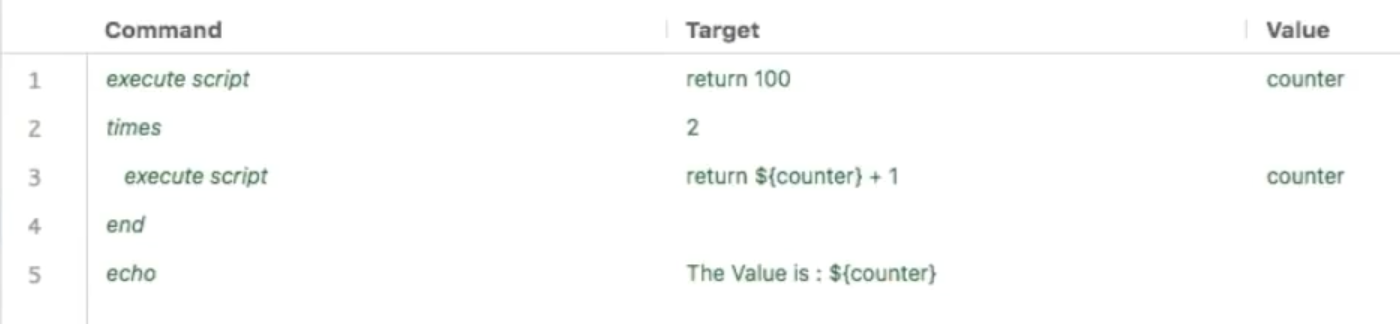 Command Target Value
1 execute script return 100 counter
2 times 2
3 execute script return ${counter} + 1 counter
4 end
5 echo The Value is : ${counter}